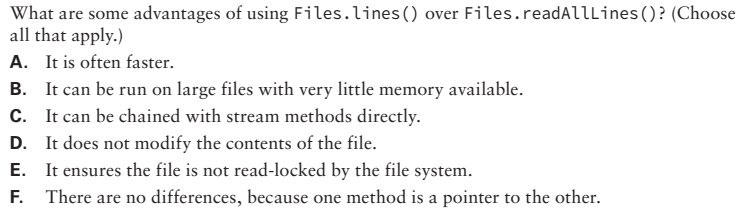 What are some advantages of using Files.lines() over Files.readAllLines()? (Choose
all that apply.)
A. It is often faster.
B. It can be run on large files with very little memory available.
C. It can be chained with stream methods directly.
D. It does not modify the contents of the file.
E. It ensures the file is not read-locked by the file system.
F. There are no differences, because one method is a pointer to the other.